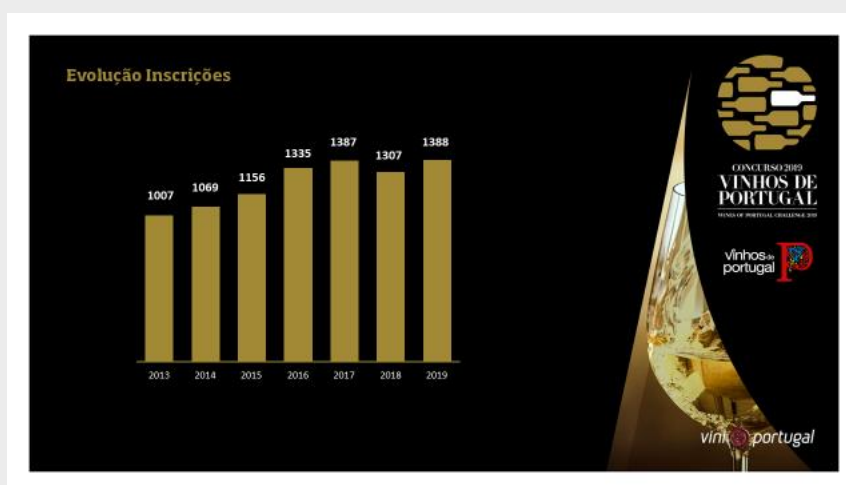 Evolução Inscrições
1007
1069
1156
1335
1387
1307
1388
2013
2014
2015
2016
2017
2018
2019
CONCURSO 2019
VINHOS DE
PORTUGAL
WINES OF PORTUGAL CHALLENGE 2019
vinhos de
portugal
vini portugal